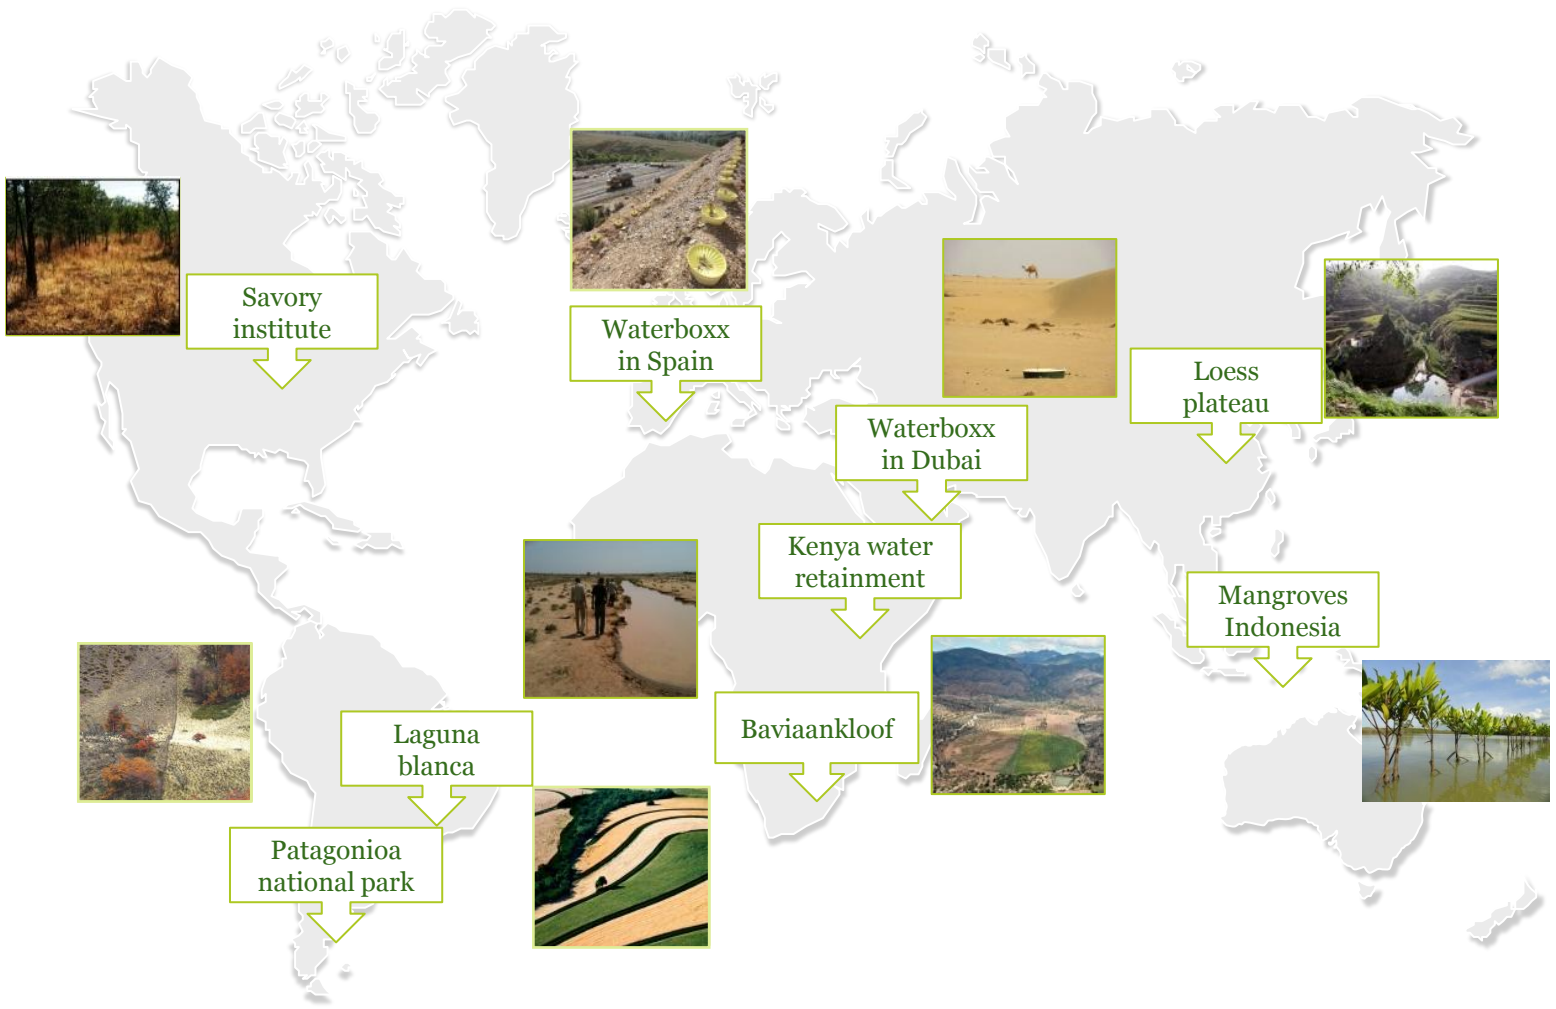 Savory
institute
Waterboxx
in Spain
Waterboxx
in Dubai
Loess
plateau
Kenya water
retainment
Mangroves
Indonesia
Baviaankloof
Laguna
blanca
Patagonioa
national park